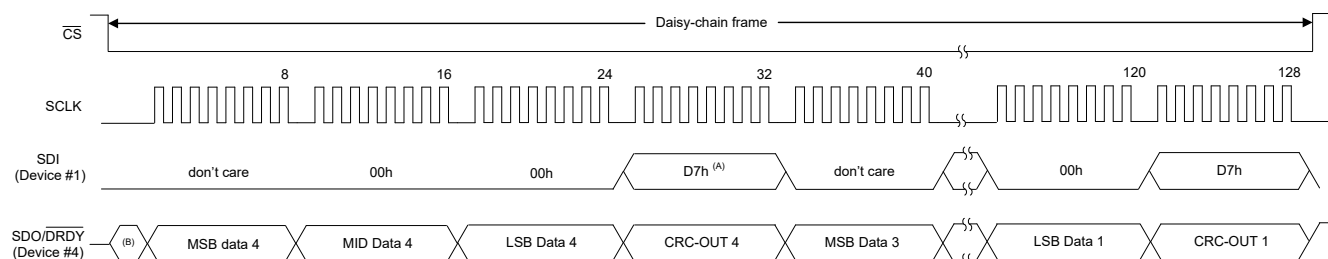 Daisy-chain frame
CS
8 16 24 32 40 120 128
SCLK
SDI
(Device #1)
don't care 00h 00h D7h (A) don't care 00h D7h
SDO/DRDY
(Device #4)
(B) MSB data 4 MID Data 4 LSB Data 4 CRC-OUT 4 MSB Data 3 LSB Data 1 CRC-OUT 1